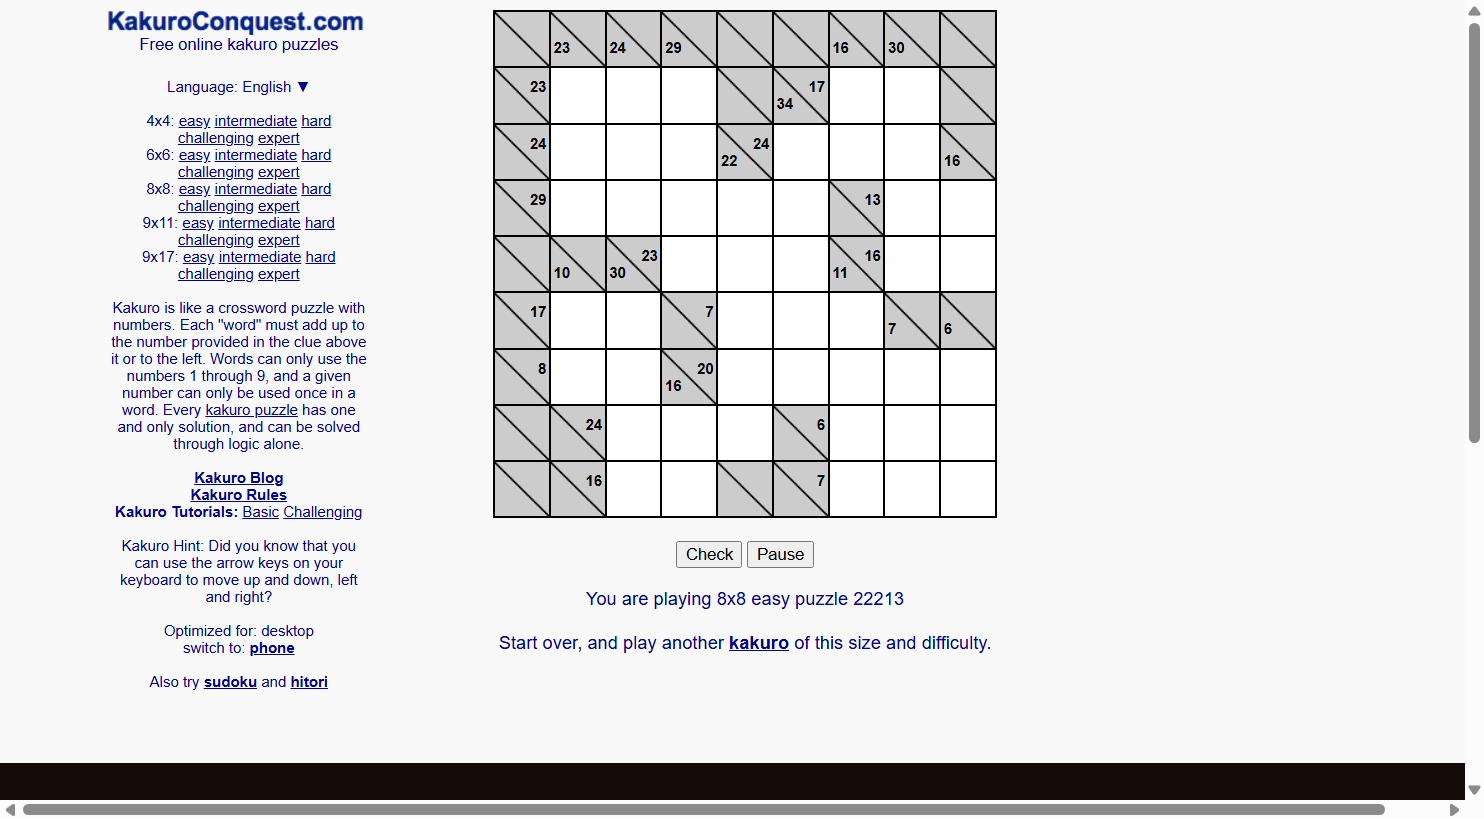 KakuroConquest.com
Free online kakuro puzzles
Language: English ▼
4x4: easy intermediate hard
challenging expert
6x6: easy intermediate hard
challenging expert
8x8: easy intermediate hard
challenging expert
9x11: easy intermediate hard
challenging expert
9x17: easy intermediate hard
challenging expert
Kakuro is like a crossword puzzle with
numbers. Each "word" must add up to
the number provided in the clue above
it or to the left. Words can only use the
numbers 1 through 9, and a given
number can only be used once in a
word. Every kakuro puzzle has one
and only solution, and can be solved
through logic alone.
Kakuro Blog
Kakuro Rules
Kakuro Tutorials: Basic Challenging
Kakuro Hint: Did you know that you
can use the arrow keys on your
keyboard to move up and down, left
and right?
Optimized for: desktop
switch to: phone
Also try sudoku and hitori
23 24 29 16 30
23 17
34
24 24
22 16
29 13
23 16
10 30 11
17 7
7 6
8 20
16
24 6
16 7
Check Pause
You are playing 8x8 easy puzzle 22213
Start over, and play another kakuro of this size and difficulty.